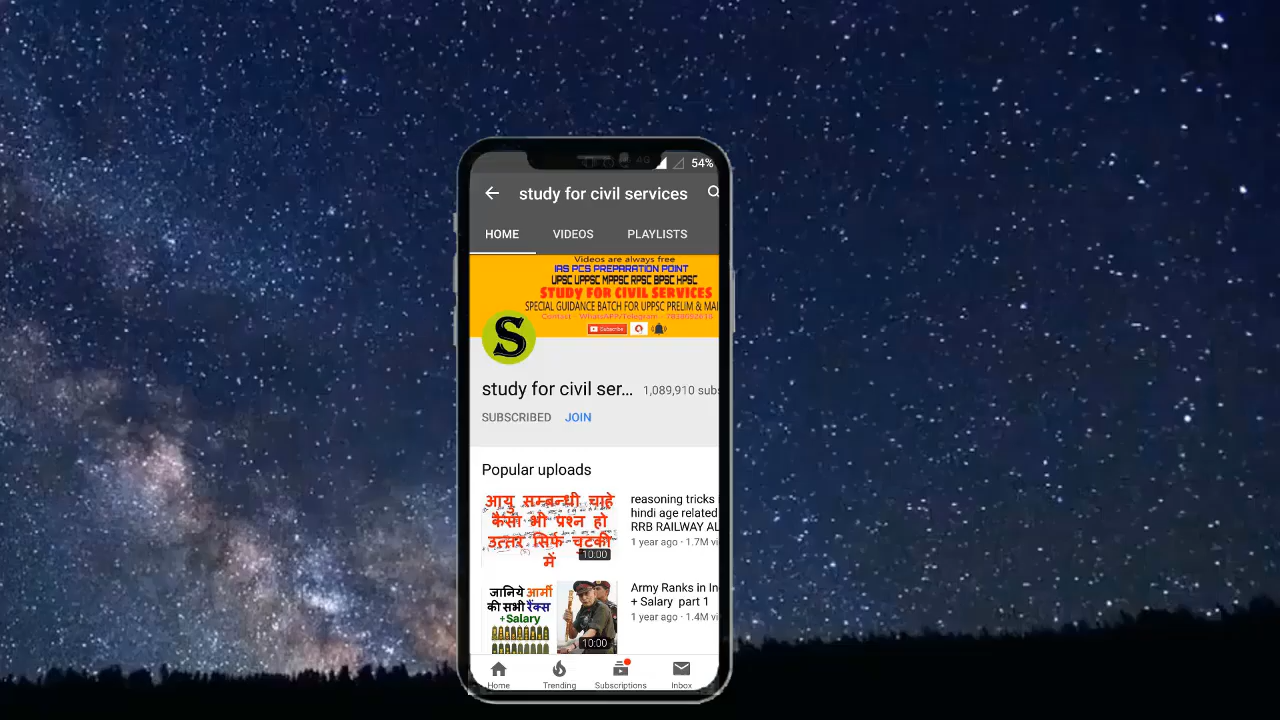 54%
study for civil services
HOME VIDEOS PLAYLISTS
Videos are always free
IAS PCS PREPARATION POINT
UPSC UPPSC MPPSC RPSC BPSC HPSC
STUDY FOR CIVIL SERVICES
SPECIAL GUIDANCE BATCH FOR UPPSC PRELIM & MAI
Contact - WhatsAPP/Telegram -
Subscribe
S
study for civil ser... 1,089,910 subs
SUBSCRIBED JOIN
Popular uploads
आयु सम्बन्धी चाहे
कैसा भी प्रश्न हो
उत्तर सिर्फ चुटकी
में
10:00
reasoning tricks
hindi age related
RRB RAILWAY AL
1 year ago · 1.7M vi
जानिये आर्मी
की सभी रैंक्स
+Salary
10:00
Army Ranks in In
+ Salary part 1
1 year ago · 1.4M vi
Home Trending Subscriptions Inbox